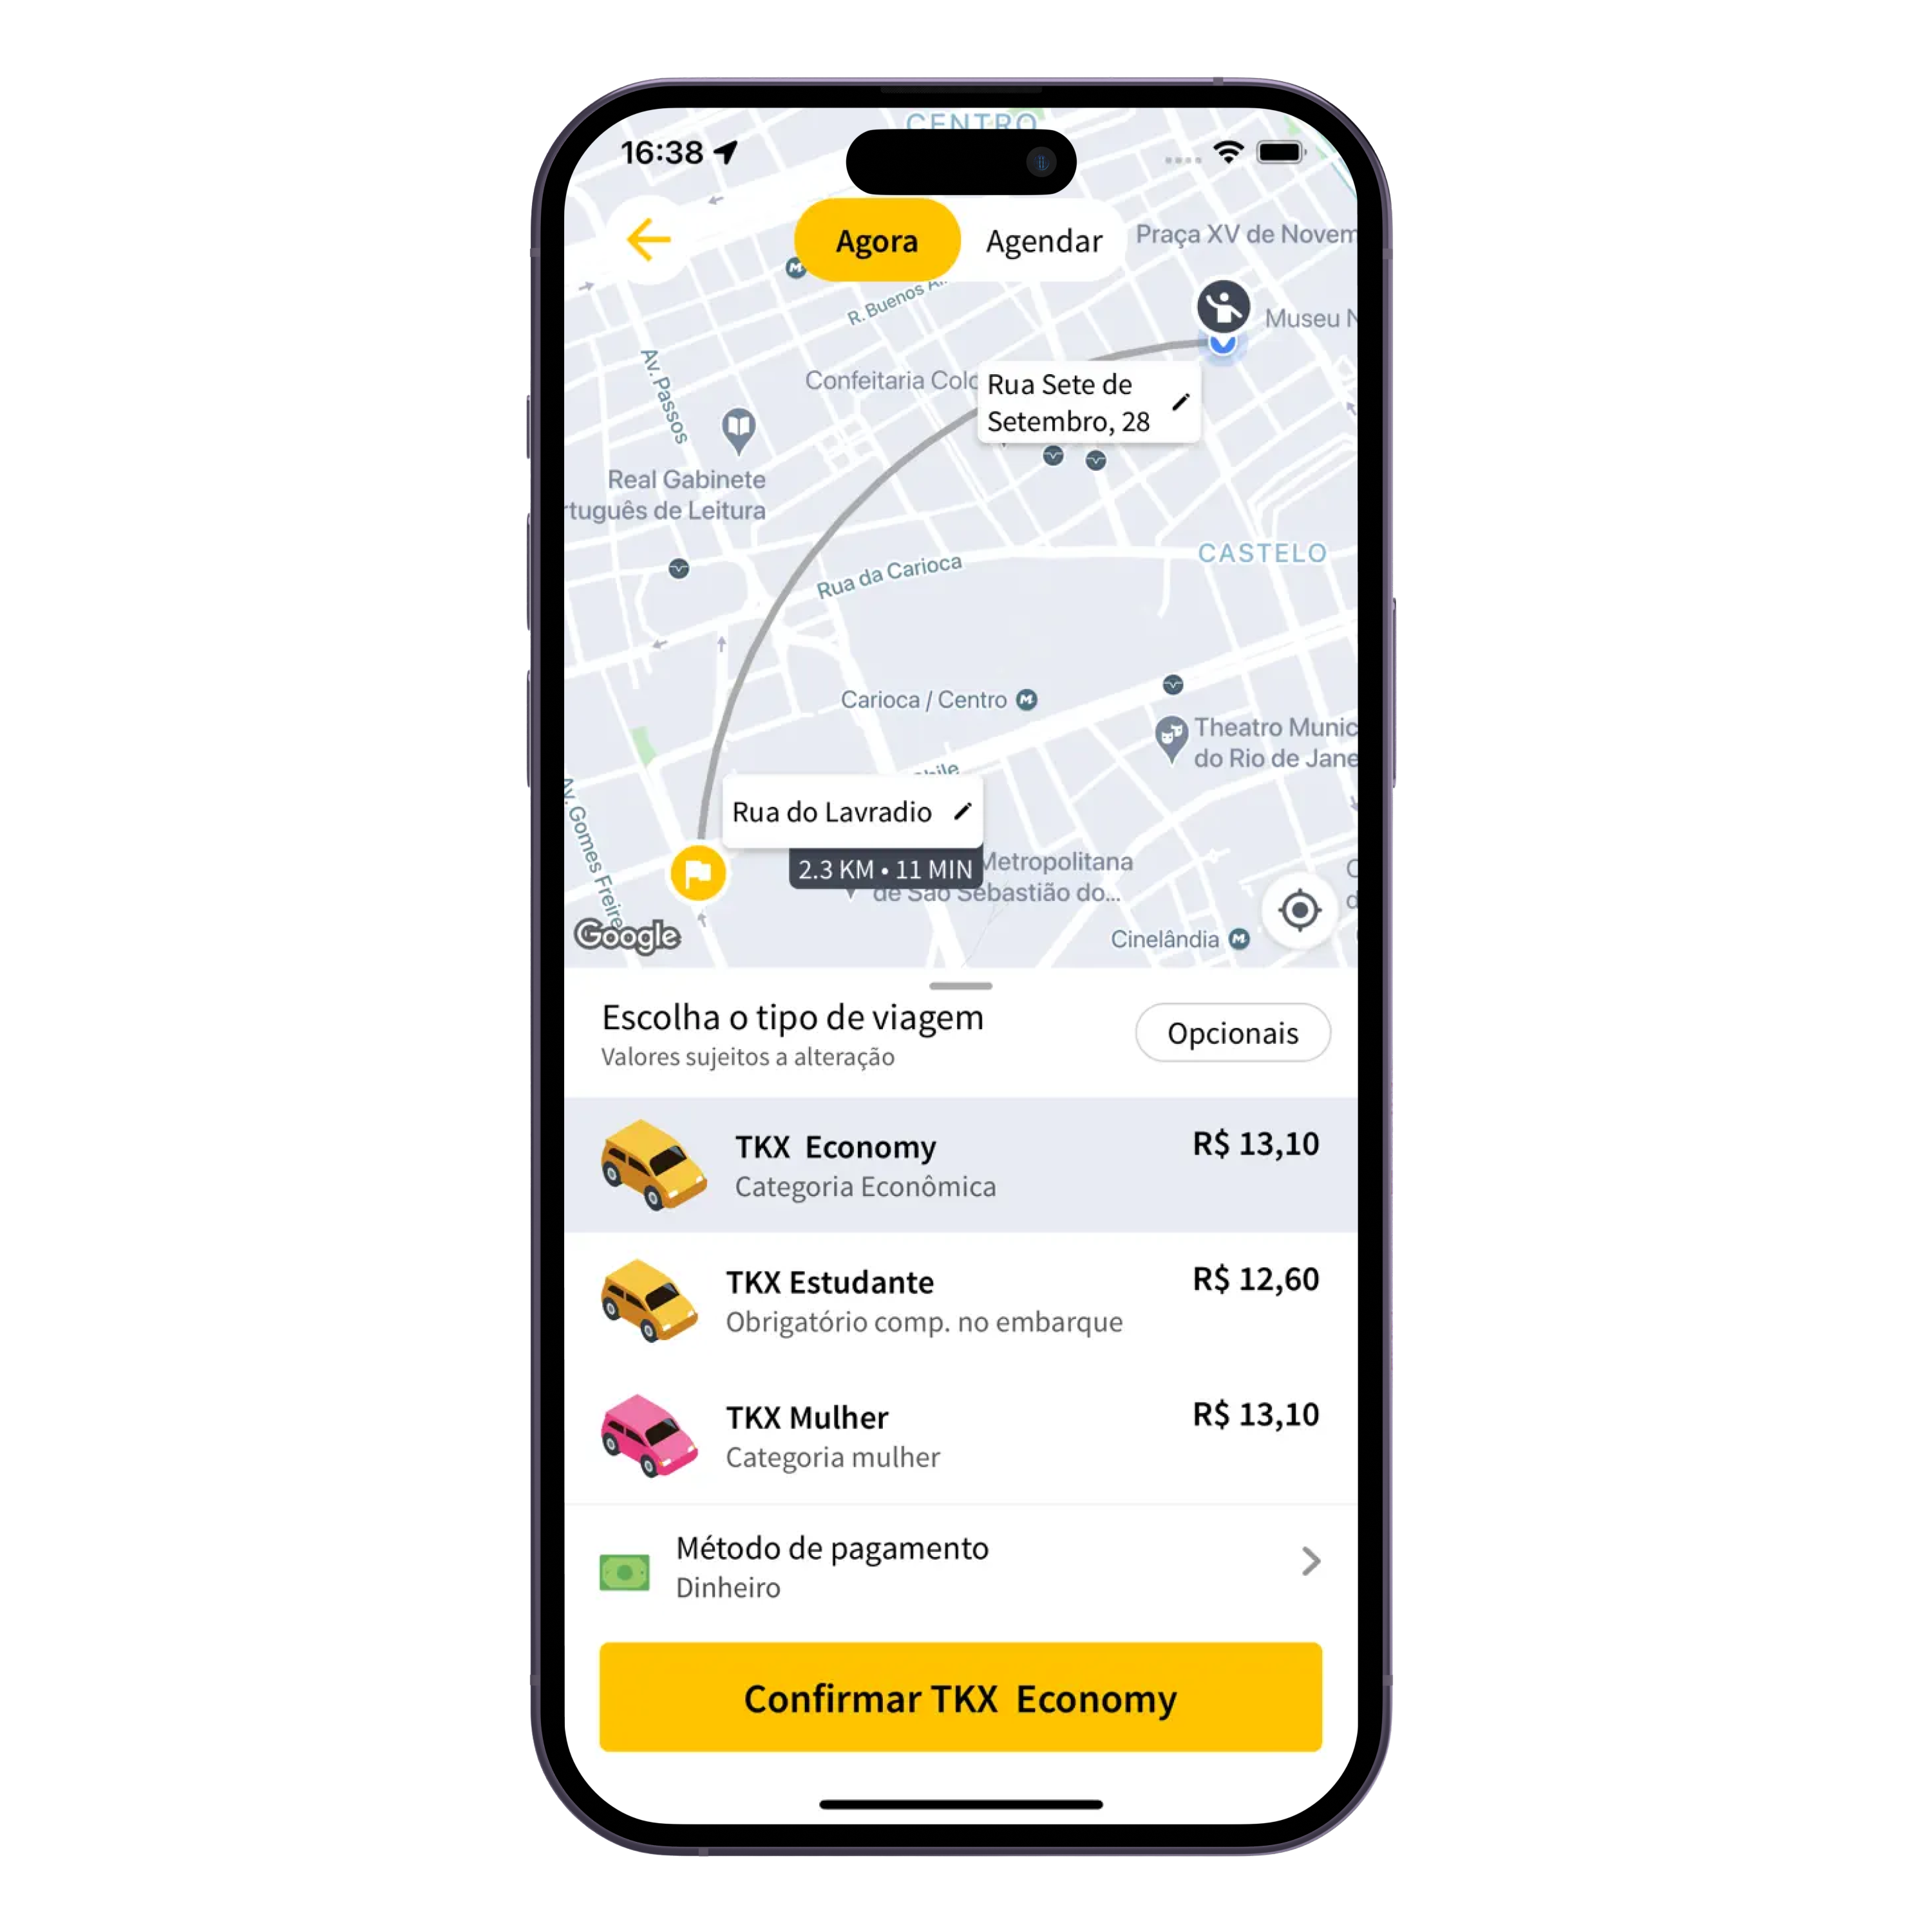 CENTRO
16:38
Agora
Agendar
Praça XV de Novem
M
R. Buenos A
Museu N
Av. Passos
Confeitaria Colo
Rua Sete de
Setembro, 28
Real Gabinete
rtuguês de Leitura
CASTELO
Rua da Carioca
Carioca / Centro M
Theatro Munic
do Rio de Jane
hile
Rua do Lavradio
Av. Gomes Freire
2.3 KM • 11 MIN
Metropolitana
de São Sebastião do...
Google
Cinelândia M
Escolha o tipo de viagem
Valores sujeitos a alteração
Opcionais
TKX Economy
R$ 13,10
Categoria Econômica
TKX Estudante
R$ 12,60
Obrigatório comp. no embarque
TKX Mulher
R$ 13,10
Categoria mulher
Método de pagamento
Dinheiro
Confirmar TKX Economy